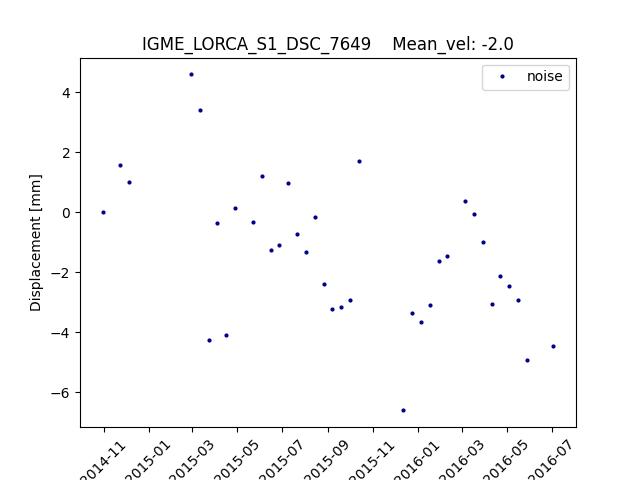 IGME_LORCA_S1_DSC_7649    Mean_vel: -2.0
noise
Displacement [mm]
4
2
0
−2
−4
−6
2014-11 2015-01 2015-03 2015-05 2015-07 2015-09 2015-11 2016-01 2016-03 2016-05 2016-07